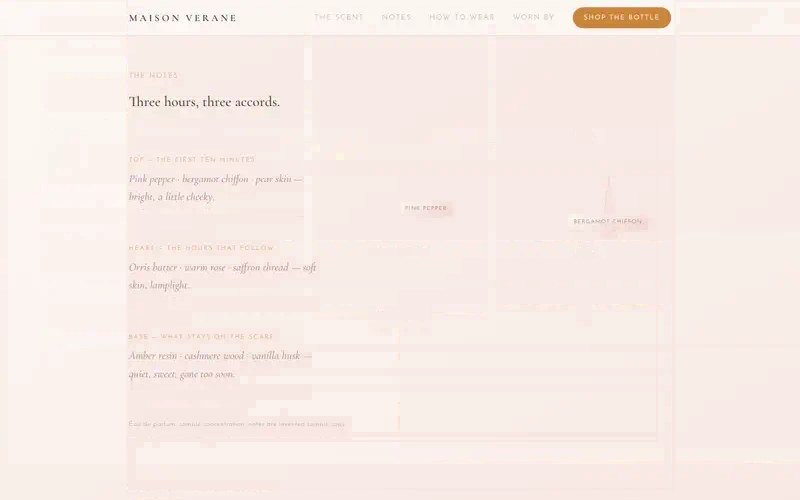 MAISON VERANE
THE SCENT NOTES HOW TO WEAR WORN BY SHOP THE BOTTLE
THE NOTES
Three hours, three accords.
TOP — THE FIRST TEN MINUTES
Pink pepper · bergamot chiffon · pear skin —
bright, a little cheeky.
PINK PEPPER
BERGAMOT CHIFFON
HEART — THE HOURS THAT FOLLOW
Orris butter · warm rose · saffron thread — soft
skin, lamplight.
BASE — WHAT STAYS ON THE SCARF
Amber resin · cashmere wood · vanilla husk —
quiet, sweet, gone too soon.